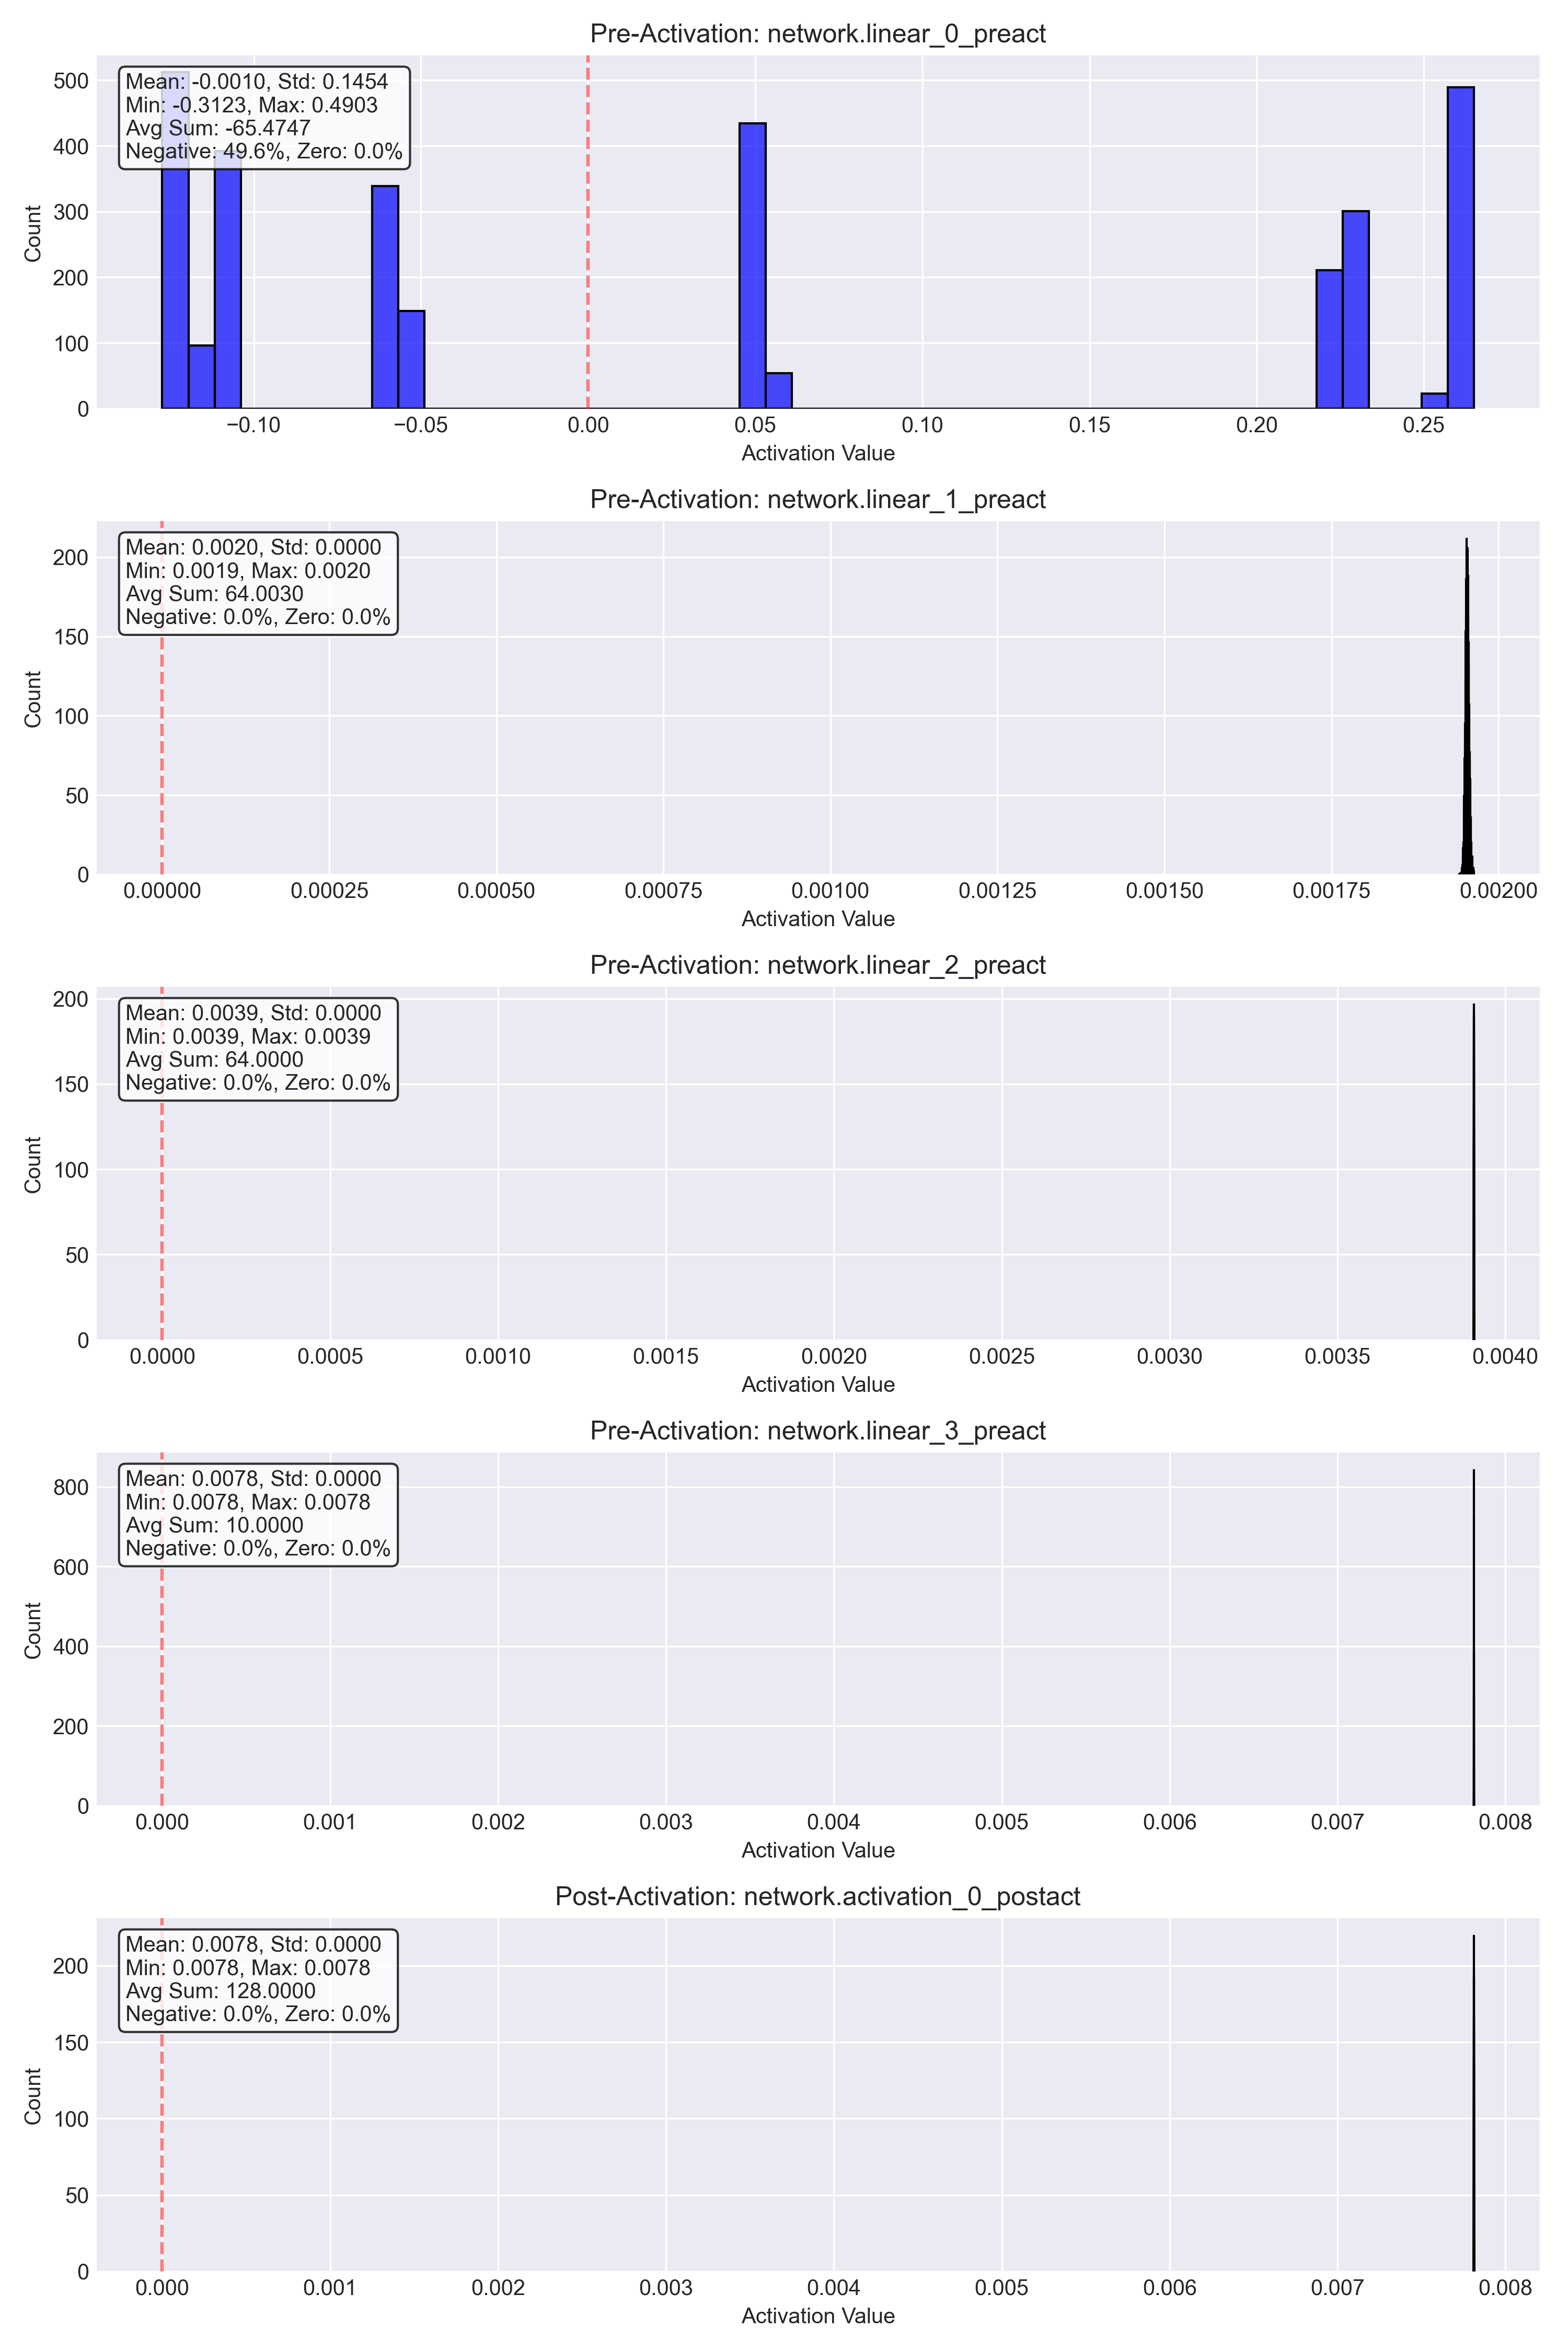 Pre-Activation: network.linear_0_preact
Mean: -0.0010, Std: 0.1454
Min: -0.3123, Max: 0.4903
Avg Sum: -65.4747
Negative: 49.6%, Zero: 0.0%
Count
500
400
300
200
100
0
−0.10 −0.05 0.00 0.05 0.10 0.15 0.20 0.25
Activation Value
Pre-Activation: network.linear_1_preact
Mean: 0.0020, Std: 0.0000
Min: 0.0019, Max: 0.0020
Avg Sum: 64.0030
Negative: 0.0%, Zero: 0.0%
Count
200
150
100
50
0
0.00000 0.00025 0.00050 0.00075 0.00100 0.00125 0.00150 0.00175 0.00200
Activation Value
Pre-Activation: network.linear_2_preact
Mean: 0.0039, Std: 0.0000
Min: 0.0039, Max: 0.0039
Avg Sum: 64.0000
Negative: 0.0%, Zero: 0.0%
Count
200
150
100
50
0
0.0000 0.0005 0.0010 0.0015 0.0020 0.0025 0.0030 0.0035 0.0040
Activation Value
Pre-Activation: network.linear_3_preact
Mean: 0.0078, Std: 0.0000
Min: 0.0078, Max: 0.0078
Avg Sum: 10.0000
Negative: 0.0%, Zero: 0.0%
Count
800
600
400
200
0
0.000 0.001 0.002 0.003 0.004 0.005 0.006 0.007 0.008
Activation Value
Post-Activation: network.activation_0_postact
Mean: 0.0078, Std: 0.0000
Min: 0.0078, Max: 0.0078
Avg Sum: 128.0000
Negative: 0.0%, Zero: 0.0%
Count
200
150
100
50
0
0.000 0.001 0.002 0.003 0.004 0.005 0.006 0.007 0.008
Activation Value